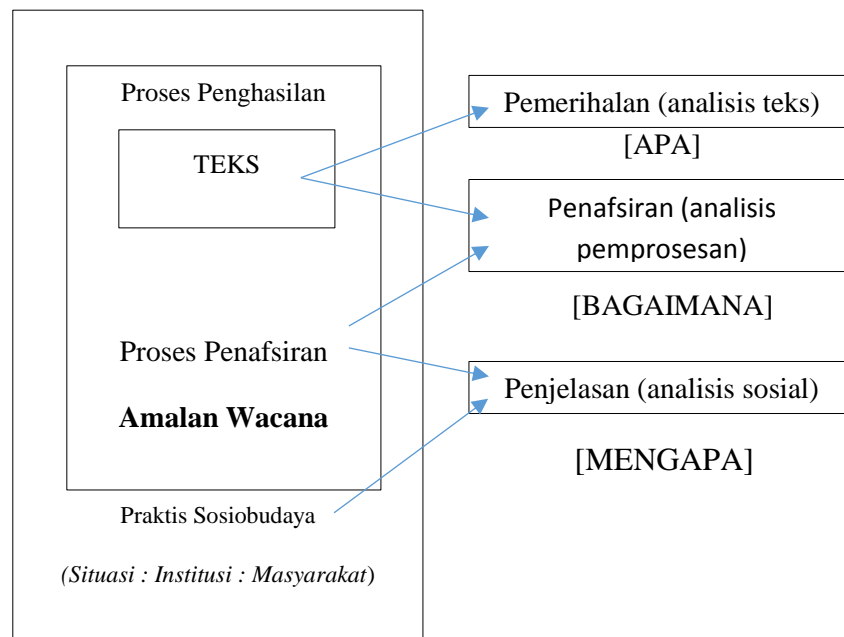 Proses Penghasilan
TEKS
Proses Penafsiran
Amalan Wacana
Praktis Sosiobudaya
(Situasi : Institusi : Masyarakat)
Pemerihalan (analisis teks)
[APA]
Penafsiran (analisis
pemprosesan)
[BAGAIMANA]
Penjelasan (analisis sosial)
[MENGAPA]